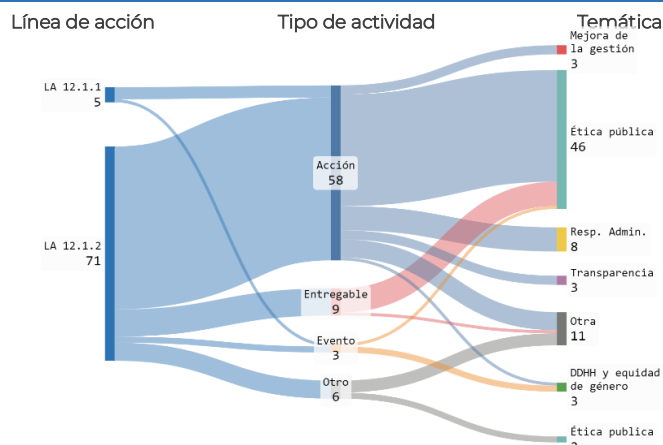 Línea de acción
Tipo de actividad
Temática
LA 12.1.1
5
LA 12.1.2
71
Acción
58
Entregable
9
Evento
3
Otro
6
Mejora de
la gestión
3
Ética pública
46
Resp. Admin.
8
Transparencia
3
Otra
11
DDHH y equidad
de género
3
Ética publica